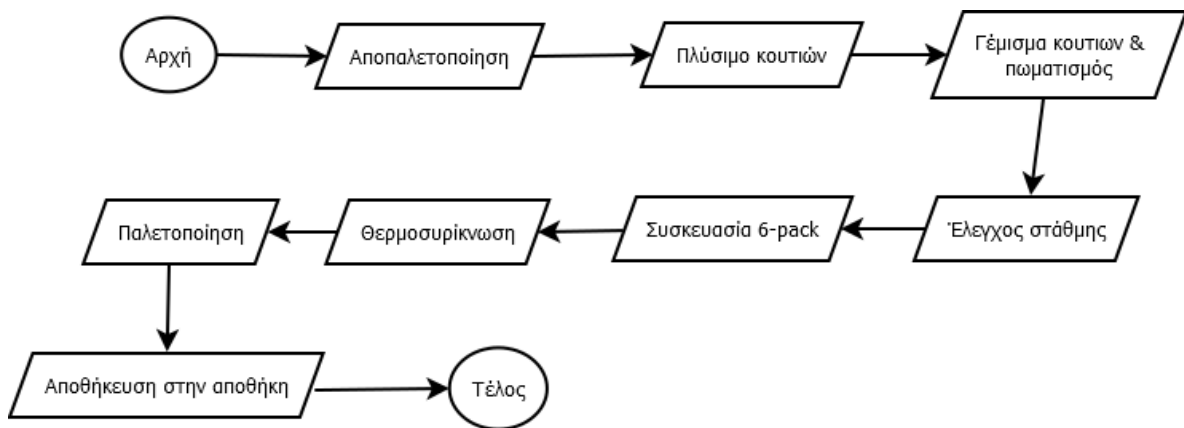 Αρχή
Αποπαλετοποίηση
Πλύσιμο κουτιών
Γέμισμα κουτιων &
πωματισμός
Έλεγχος στάθμης
Συσκευασία 6-pack
Θερμοσυρίκνωση
Παλετοποίηση
Αποθήκευση στην αποθήκη
Τέλος